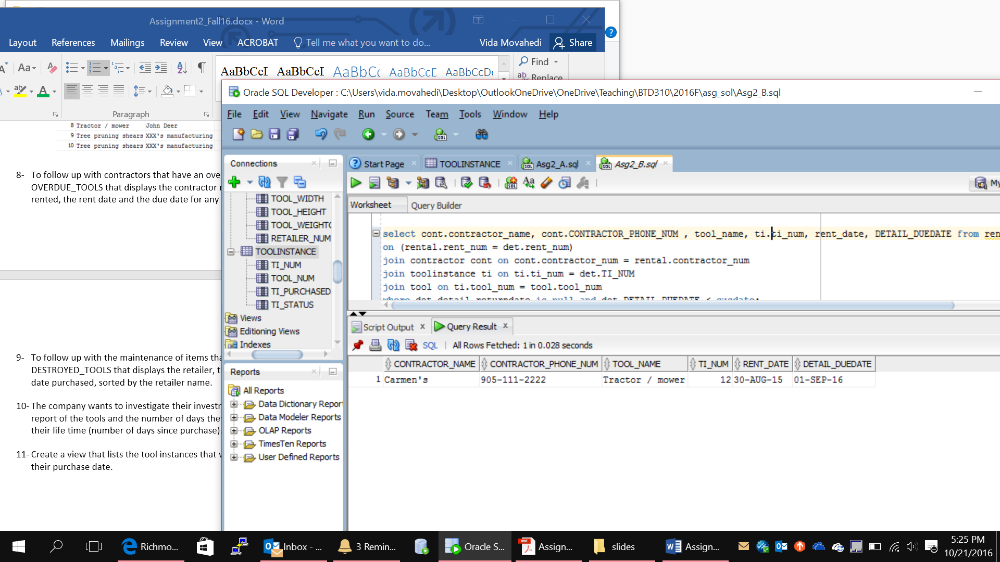 Assignment2_Fall16.docx - Word
Layout References Mailings Review View ACROBAT Tell me what you want to do... Vida Movahedi Share
Aa AaBbCcI AaBbCcI AaBbCc AaBbCcD AaBbCcDc Find
Replace
Paragraph
8 Tractor / mower John Deer
9 Tree pruning shears XXX's manufacturing
10 Tree pruning shears XXX's manufacturing
8- To follow up with contractors that have an ove
OVERDUE_TOOLS that displays the contractor
rented, the rent date and the due date for any
9- To follow up with the maintenance of items tha
DESTROYED_TOOLS that displays the retailer, t
date purchased, sorted by the retailer name.
10- The company wants to investigate their investm
report of the tools and the number of days they
their life time (number of days since purchase).
11- Create a view that lists the tool instances that
their purchase date.
Oracle SQL Developer : C:\Users\vida.movahedi\Desktop\OutlookOneDrive\OneDrive\Teaching\BTD310\2016F\asg_sol\Asg2_B.sql
File Edit View Navigate Run Source Team Tools Window Help
Connections
TOOL_WIDTH
TOOL_HEIGHT
TOOL_WEIGHT
RETAILER_NUM
TOOLINSTANCE
TI_NUM
TOOL_NUM
TI_PURCHASED
TI_STATUS
Views
Editioning Views
Indexes
Reports
All Reports
Data Dictionary Repor
Data Modeler Reports
OLAP Reports
TimesTen Reports
User Defined Reports
Start Page TOOLINSTANCE Asg2_A.sql Asg2_B.sql
My
Worksheet Query Builder
select cont.contractor_name, cont.CONTRACTOR_PHONE_NUM , tool_name, ti.ti_num, rent_date, DETAIL_DUEDATE from ren
on (rental.rent_num = det.rent_num)
join contractor cont on cont.contractor_num = rental.contractor_num
join toolinstance ti on ti.ti_num = det.TI_NUM
join tool on ti.tool_num = tool.tool_num
where det.detail_returndate is null and det.DETAIL_DUEDATE < sysdate;
Script Output Query Result
SQL All Rows Fetched: 1 in 0.028 seconds
CONTRACTOR_NAME CONTRACTOR_PHONE_NUM TOOL_NAME TI_NUM RENT_DATE DETAIL_DUEDATE
1 Carmen's 905-111-2222 Tractor / mower 12 30-AUG-15 01-SEP-16
Richmo... Inbox - ... 3 Remin... Oracle S... Assign... slides Assign... 5:25 PM
10/21/2016